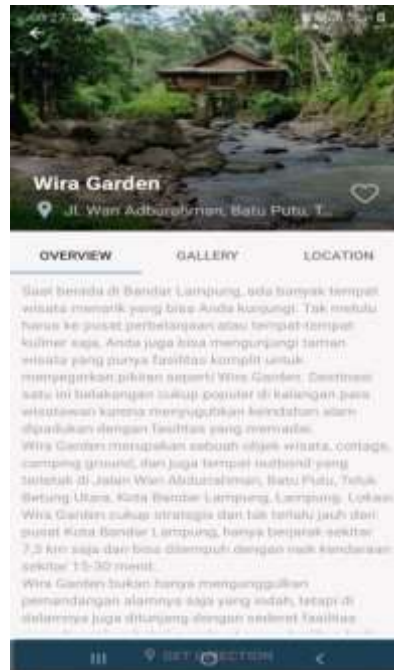 Wira Garden
Jl. Wan Adburahman, Batu Putu, T...
OVERVIEW GALLERY LOCATION
Saat berada di Bandar Lampung, ada banyak tempat
wisata menarik yang bisa Anda kunjungi. Tak melulu
harus ke pusat perbelanjaan atau tempat-tempat
kuliner saja, Anda juga bisa mengunjungi taman
wisata yang punya fasilitas komplit untuk
menyegarkan pikiran seperti Wira Garden. Destinasi
satu ini belakangan cukup populer di kalangan para
wisatawan karena menyuguhkan keindahan alam
dipadukan dengan fasilitas yang memadai.
Wira Garden merupakan sebuah objek wisata, cottage,
camping ground, dan juga tempat outbond yang
terletak di Jalan Wan Abdurrahman, Batu Putu, Teluk
Betung Utara, Kota Bandar Lampung, Lampung. Lokasi
Wira Garden cukup strategis dan tak terlalu jauh dari
pusat Kota Bandar Lampung, hanya berjarak sekitar
7,5 km saja dan bisa ditempuh dengan naik kendaraan
sekitar 15-30 menit.
Wira Garden bukan hanya mengunggulkan
pemandangan alamnya saja yang indah, tetapi di
dalamnya juga ditunjang dengan sederet fasilitas
GET DIRECTION